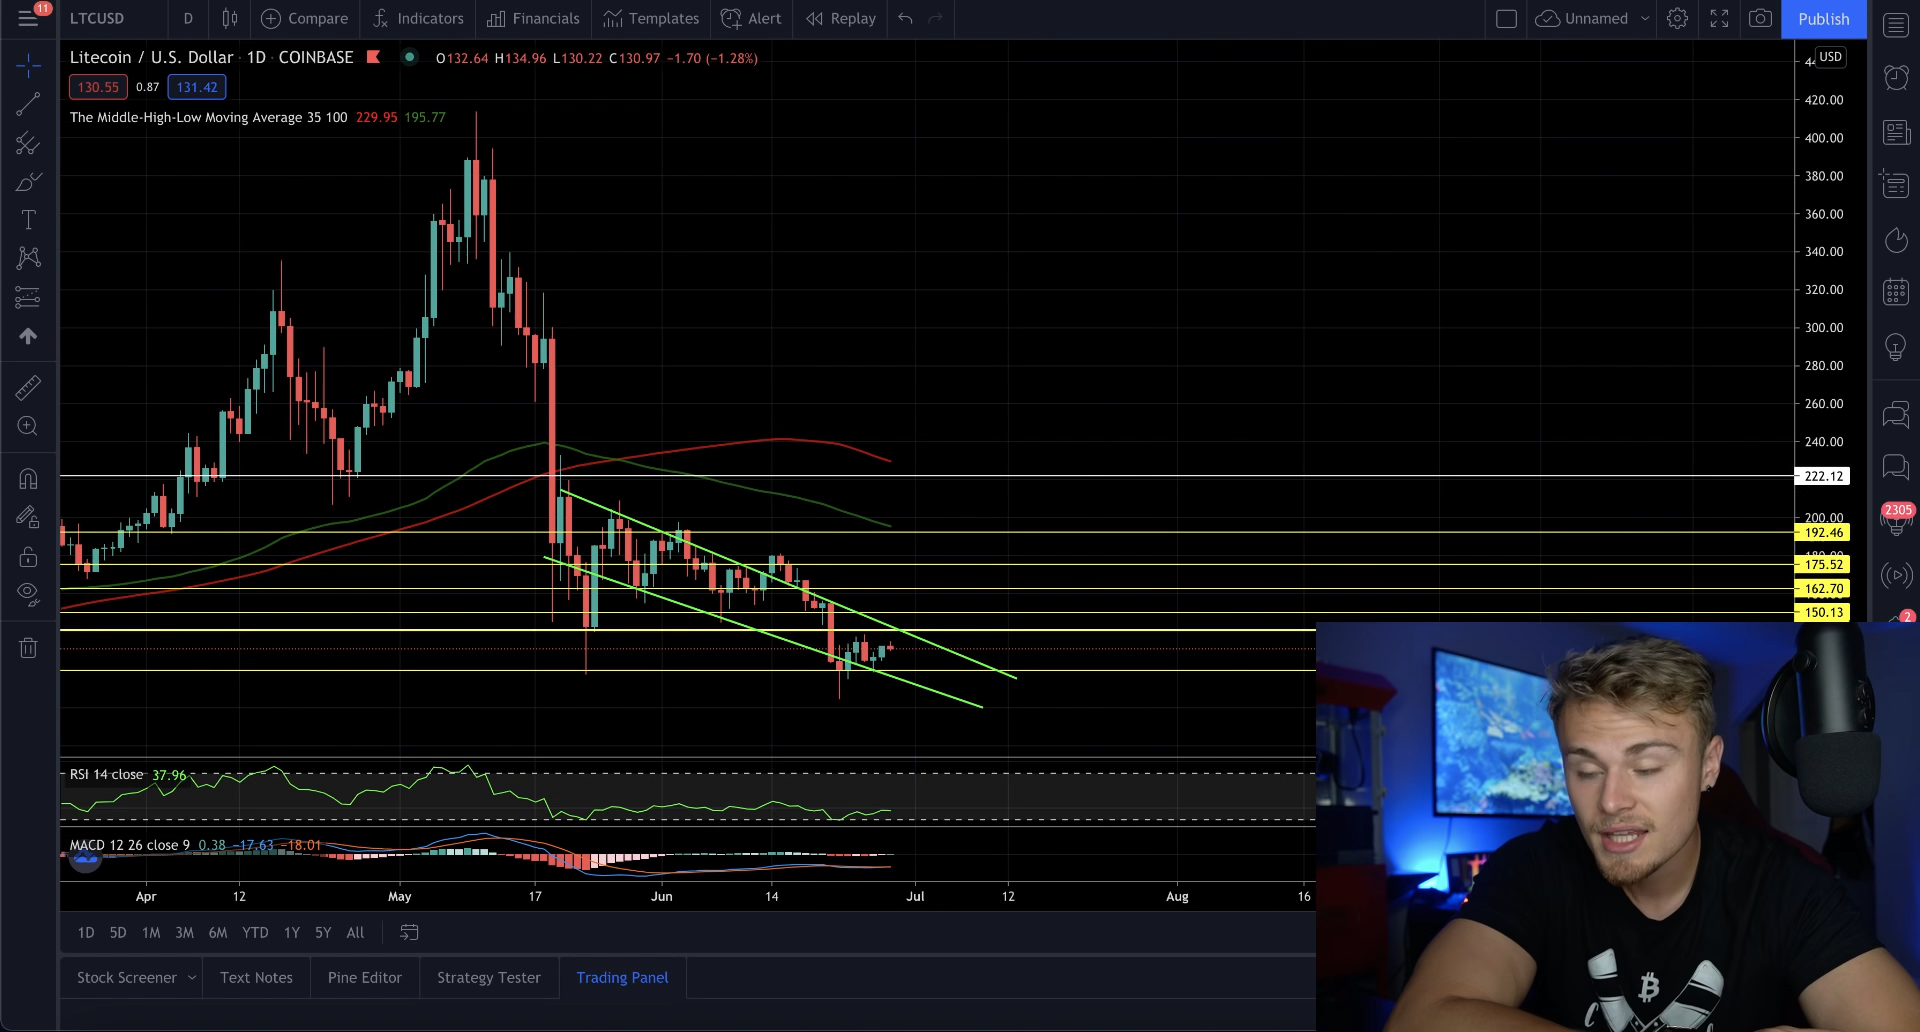 11
LTCUSD D Compare Indicators Financials Templates Alert Replay Unnamed Publish
Litecoin / U.S. Dollar · 1D · COINBASE O132.64 H134.96 L130.22 C130.97 −1.70 (−1.28%)
USD
130.55 0.87 131.42
The Middle-High-Low Moving Average 35 100 229.95 195.77
420.00
400.00
380.00
360.00
340.00
320.00
300.00
280.00
260.00
240.00
222.12
200.00
192.46
175.52
162.70
150.13
2305
2
RSI 14 close 37.96
MACD 12 26 close 9 0.38 −17.63 −18.01
Apr 12 May 17 Jun 14 Jul 12 Aug 16
1D 5D 1M 3M 6M YTD 1Y 5Y All
Stock Screener Text Notes Pine Editor Strategy Tester Trading Panel